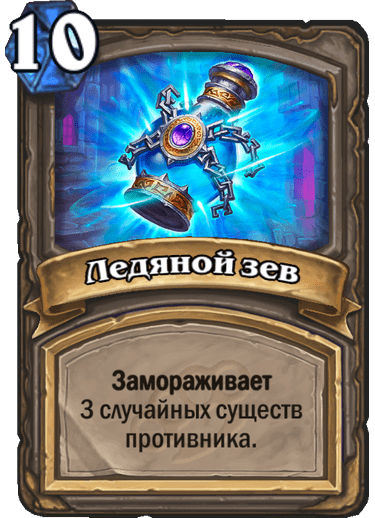 10
Ледяной зев
Замораживает
3 случайных существ
противника.